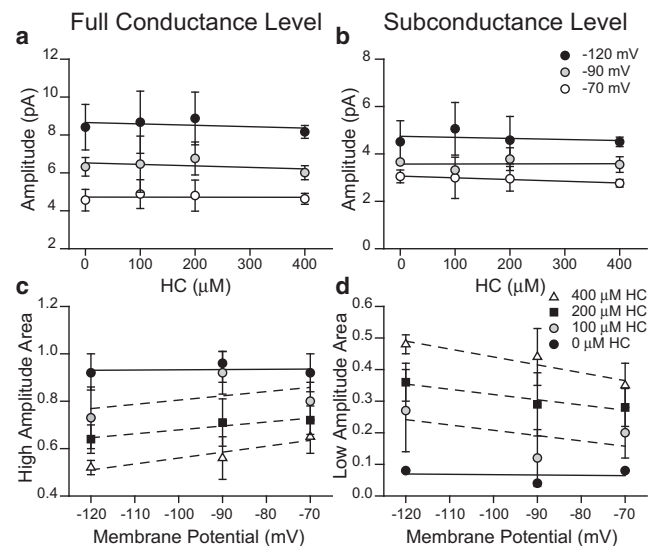 Full Conductance Level
Subconductance Level
a
12
10
8
6
4
2
Amplitude (pA)
0
100
200
300
400
HC (μM)
b
8
6
4
2
0
Amplitude (pA)
-120 mV
-90 mV
-70 mV
0
100
200
300
400
HC (μM)
c
1.2
1.0
0.8
0.6
0.4
High Amplitude Area
-120
-110
-100
-90
-80
-70
Membrane Potential (mV)
d
0.6
0.5
0.4
0.3
0.2
0.1
0.0
Low Amplitude Area
400 μM HC
200 μM HC
100 μM HC
0 μM HC
-120
-110
-100
-90
-80
-70
Membrane Potential (mV)